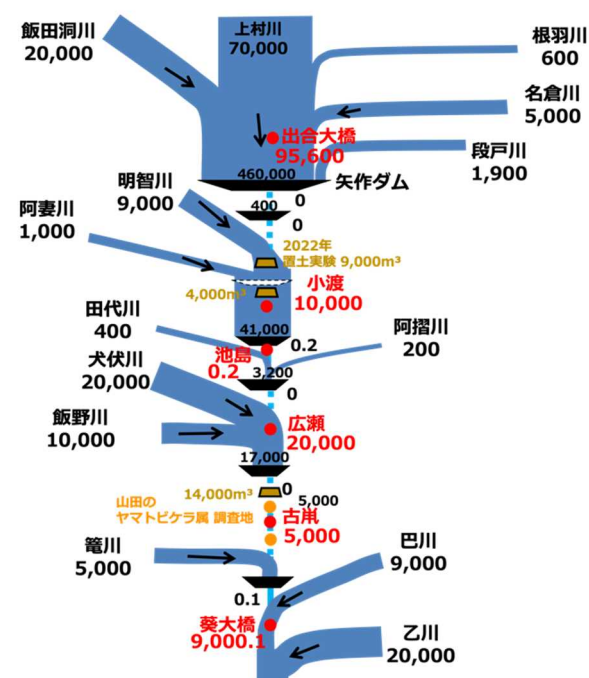 飯田洞川
20,000
上村川
70,000
根羽川
600
名倉川
5,000
出合大橋
95,600
段戸川
1,900
460,000
矢作ダム
明智川
9,000
400
0
0
阿妻川
1,000
2022年
置土実験 9,000m³
4,000m³
小渡
10,000
田代川
400
41,000
0.2
阿摺川
200
池島
0.2
3,200
犬伏川
20,000
0
飯野川
10,000
広瀬
20,000
17,000
14,000m³
0
5,000
山田の
ヤマトビケラ属 調査地
古鼡
5,000
篭川
5,000
巴川
9,000
0.1
葵大橋
9,000.1
乙川
20,000